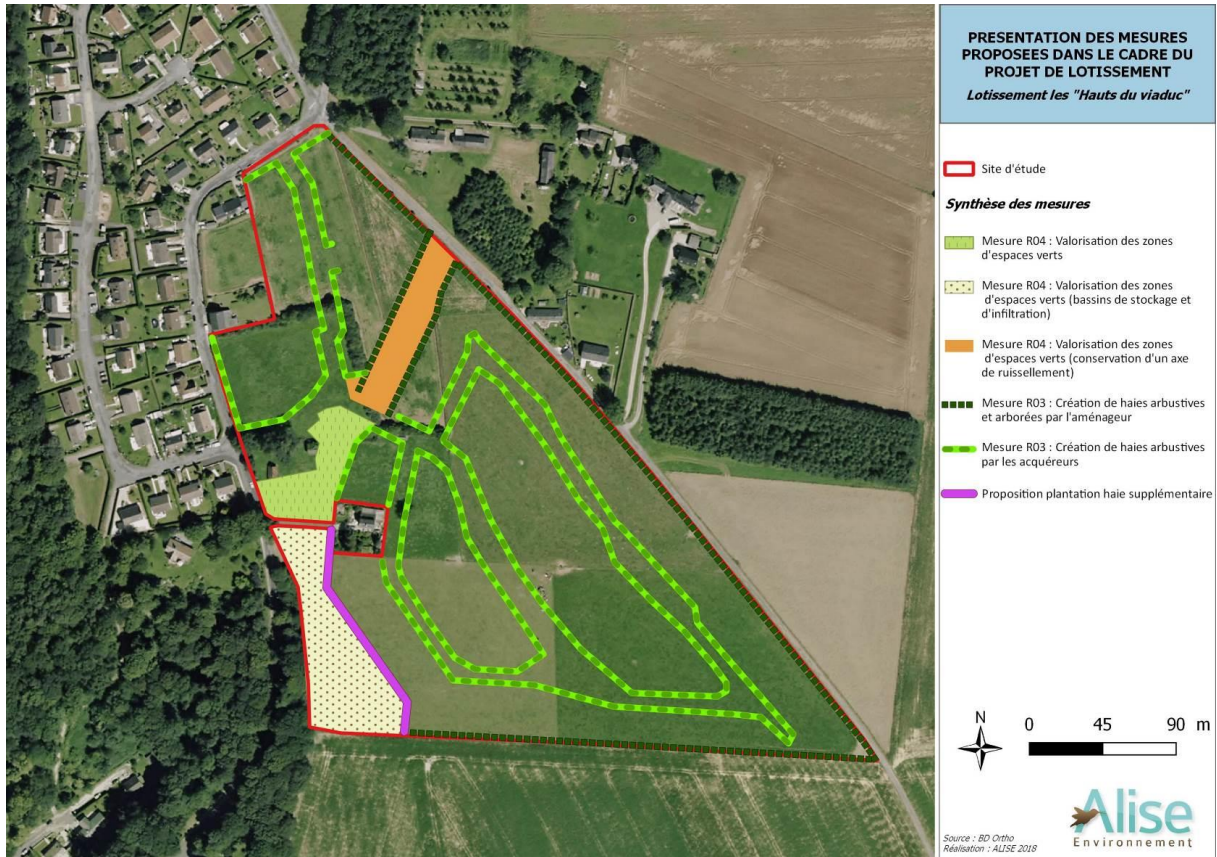 PRESENTATION DES MESURES
PROPOSEES DANS LE CADRE DU
PROJET DE LOTISSEMENT
Lotissement les "Hauts du viaduc"
Site d'étude
Synthèse des mesures
Mesure R04 : Valorisation des zones
d'espaces verts
Mesure R04 : Valorisation des zones
d'espaces verts (bassins de stockage et
d'infiltration)
Mesure R04 : Valorisation des zones
d'espaces verts (conservation d'un axe
de ruissellement)
Mesure R03 : Création de haies arbustives
et arborées par l'aménageur
Mesure R03 : Création de haies arbustives
par les acquéreurs
Proposition plantation haie supplémentaire
N
0 45 90 m
Alise
Environnement
Source : BD Ortho
Réalisation : ALISE 2018